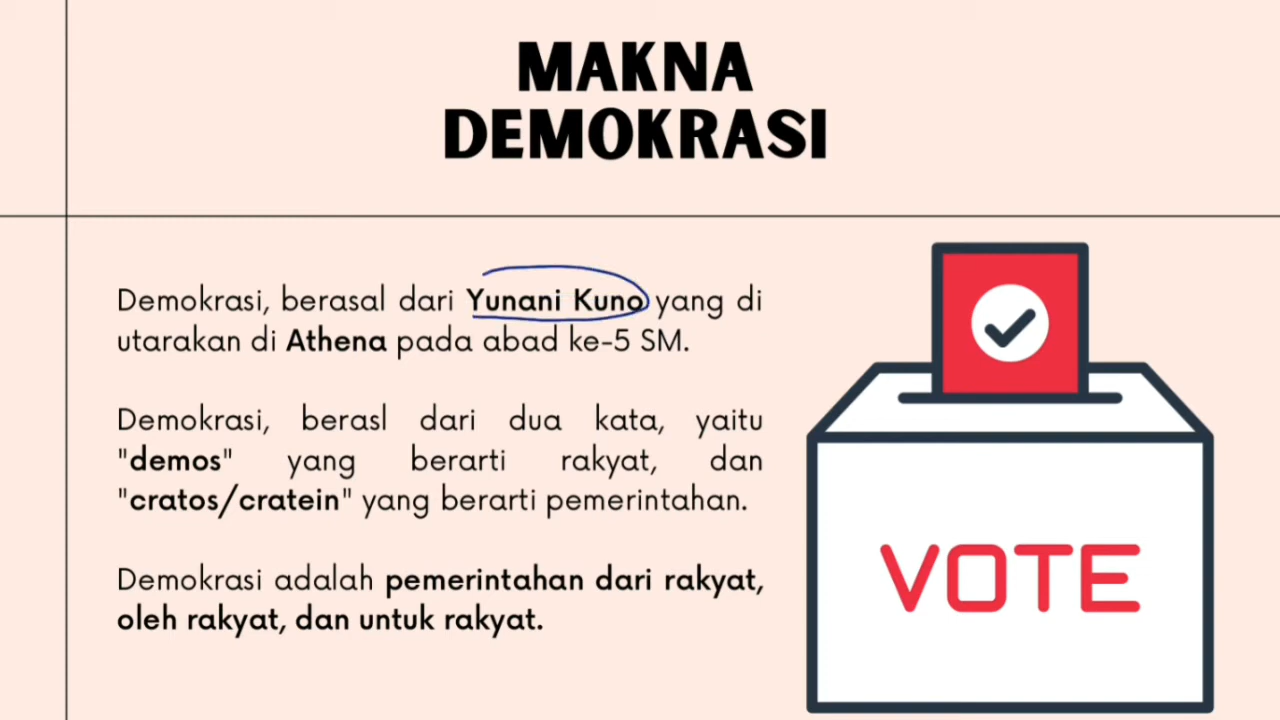 MAKNA
DEMOKRASI
Demokrasi, berasal dari Yunani Kuno yang di
utarakan di Athena pada abad ke-5 SM.
Demokrasi, berasl dari dua kata, yaitu
"demos" yang berarti rakyat, dan
"cratos/cratein" yang berarti pemerintahan.
Demokrasi adalah pemerintahan dari rakyat,
oleh rakyat, dan untuk rakyat.
VOTE